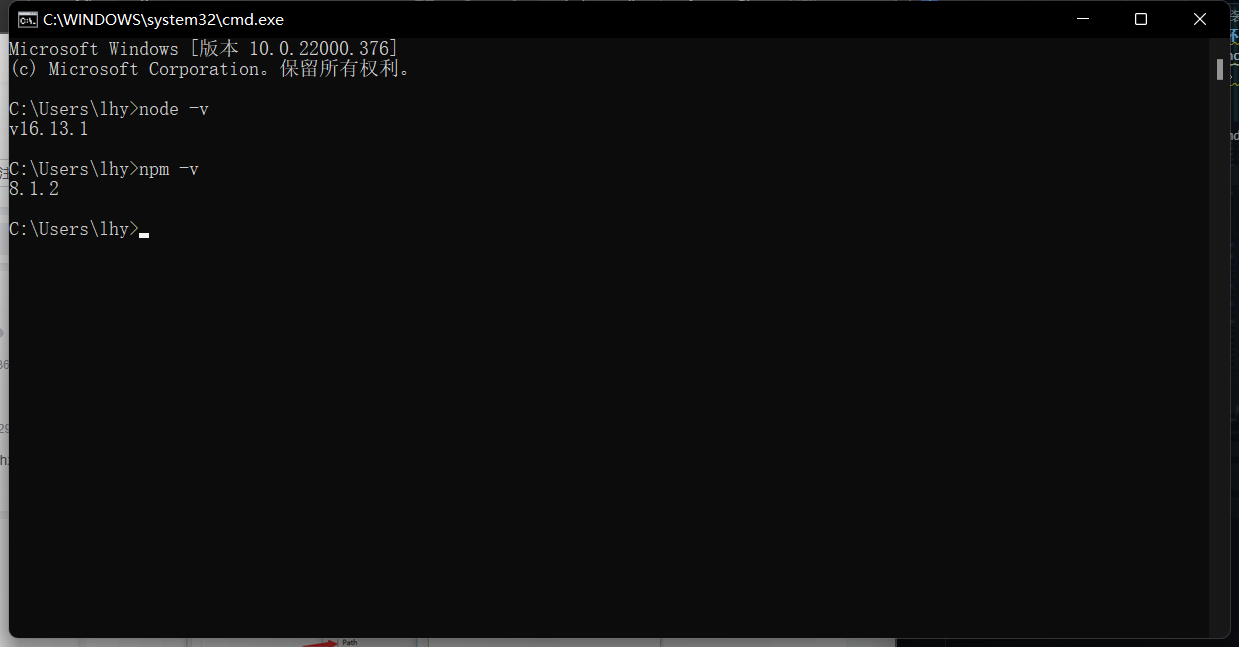 C:\WINDOWS\system32\cmd.exe
Microsoft Windows [版本 10.0.22000.376]
(c) Microsoft Corporation。保留所有权利。
C:\Users\lhy>node -v
v16.13.1
C:\Users\lhy>npm -v
8.1.2
C:\Users\lhy>
Path